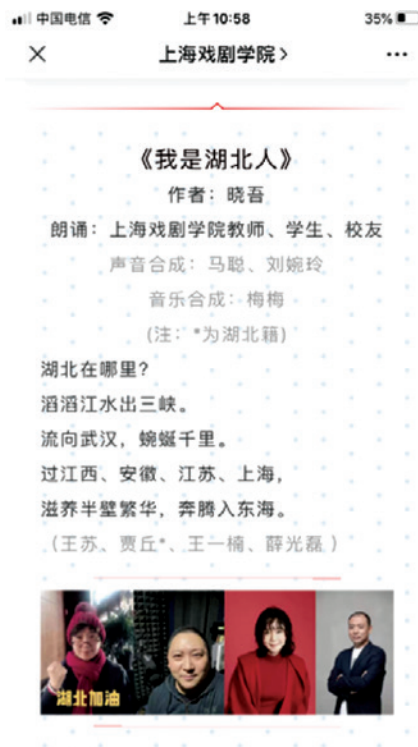 中国电信 上午10:58 35%
上海戏剧学院
《我是湖北人》
作者：晓吾
朗诵：上海戏剧学院教师、学生、校友
声音合成：马聪、刘婉玲
音乐合成：梅梅
(注：*为湖北籍)
湖北在哪里?
滔滔江水出三峡。
流向武汉，蜿蜒千里。
过江西、安徽、江苏、上海，
滋养半壁繁华，奔腾入东海。
（王苏、贾丘*、王一楠、薛光磊 ）
湖北加油